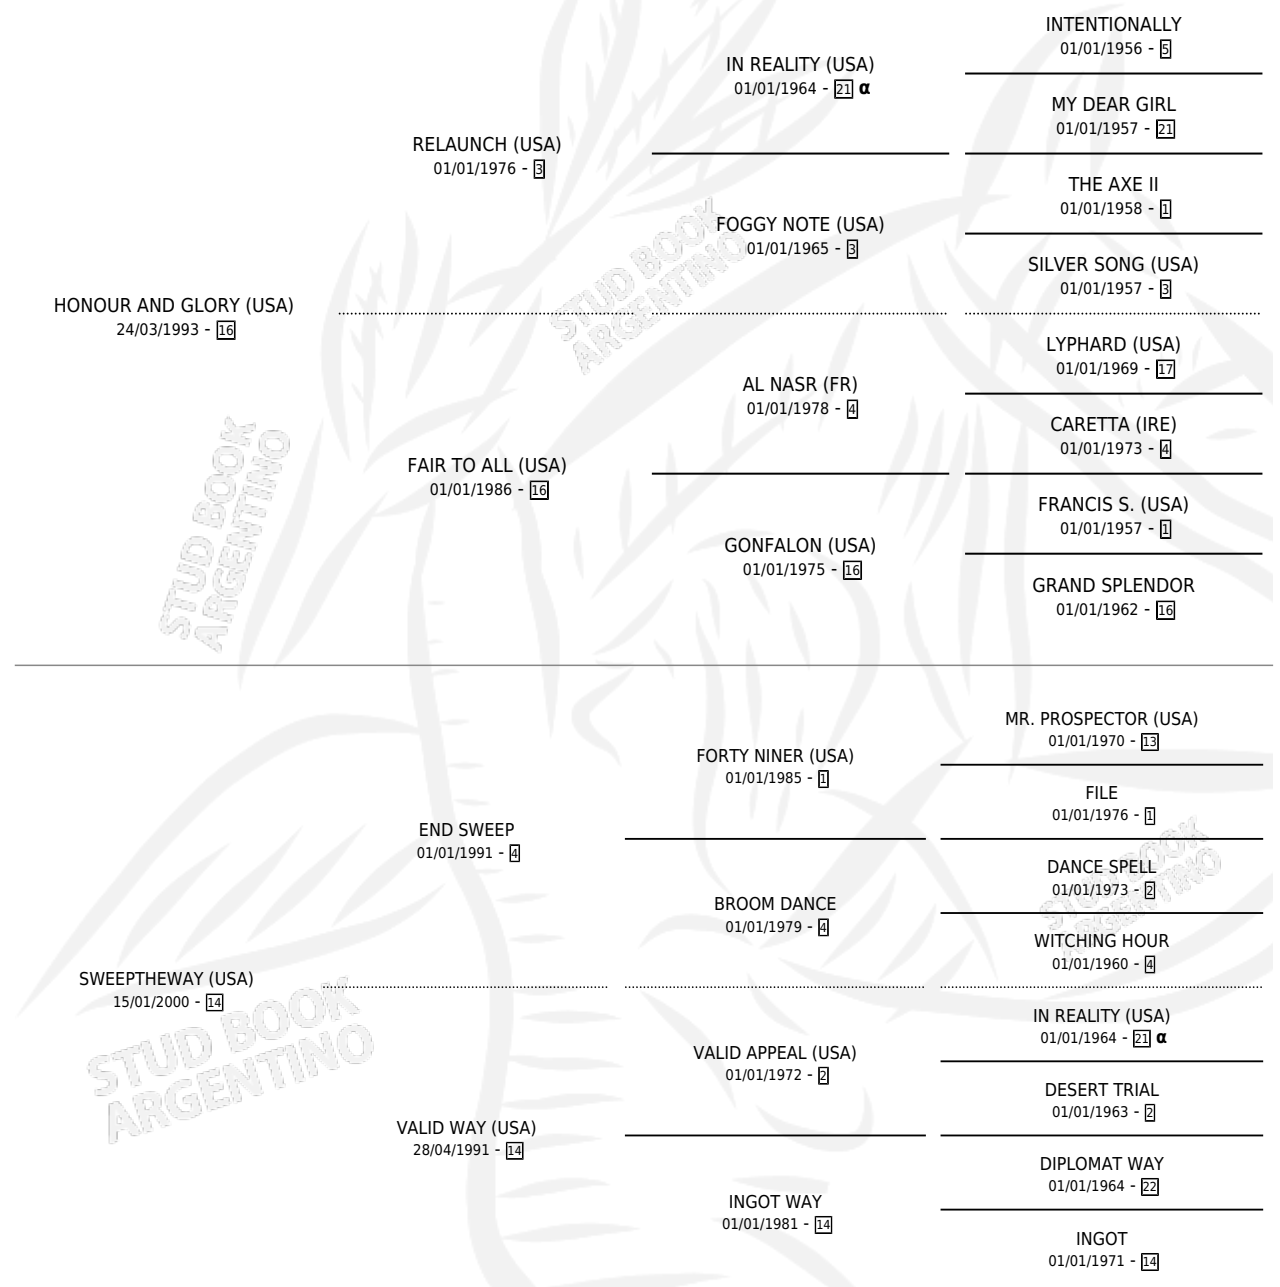 INTENTIONALLY
01/01/1956 - 5
IN REALITY (USA)
01/01/1964 - 21 α
MY DEAR GIRL
01/01/1957 - 21
RELAUNCH (USA)
01/01/1976 - 3
THE AXE II
01/01/1958 - 1
FOGGY NOTE (USA)
01/01/1965 - 3
SILVER SONG (USA)
01/01/1957 - 3
HONOUR AND GLORY (USA)
24/03/1993 - 16
LYPHARD (USA)
01/01/1969 - 17
AL NASR (FR)
01/01/1978 - 4
CARETTA (IRE)
01/01/1973 - 4
FAIR TO ALL (USA)
01/01/1986 - 16
FRANCIS S. (USA)
01/01/1957 - 1
GONFALON (USA)
01/01/1975 - 16
GRAND SPLENDOR
01/01/1962 - 16
STUD BOOK
ARGENTINO
STUD BOOK
ARGENTINO
MR. PROSPECTOR (USA)
01/01/1970 - 13
FORTY NINER (USA)
01/01/1985 - 1
FILE
01/01/1976 - 1
END SWEEP
01/01/1991 - 4
DANCE SPELL
01/01/1973 - 2
BROOM DANCE
01/01/1979 - 4
WITCHING HOUR
01/01/1960 - 4
SWEEPTHEWAY (USA)
15/01/2000 - 14
IN REALITY (USA)
01/01/1964 - 21 α
VALID APPEAL (USA)
01/01/1972 - 2
DESERT TRIAL
01/01/1963 - 2
VALID WAY (USA)
28/04/1991 - 14
DIPLOMAT WAY
01/01/1964 - 22
INGOT WAY
01/01/1981 - 14
INGOT
01/01/1971 - 14
STUD BOOK
ARGENTINO
STUD BOOK
ARGENTINO